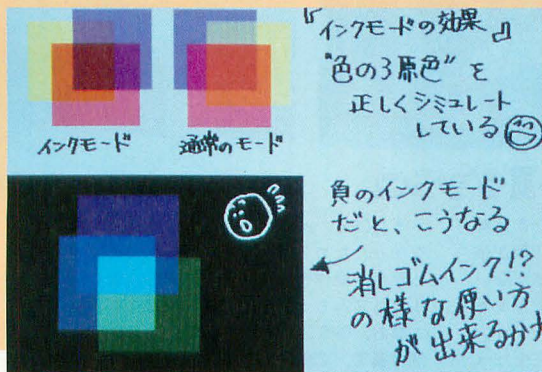 『インクモードの効果』
"色の3原色"を
正しくシミュレート
している
インクモード
通常のモード
負のインクモード
だと、こうなる
消しゴムインク!?
の様な使い方
が出来るかナ